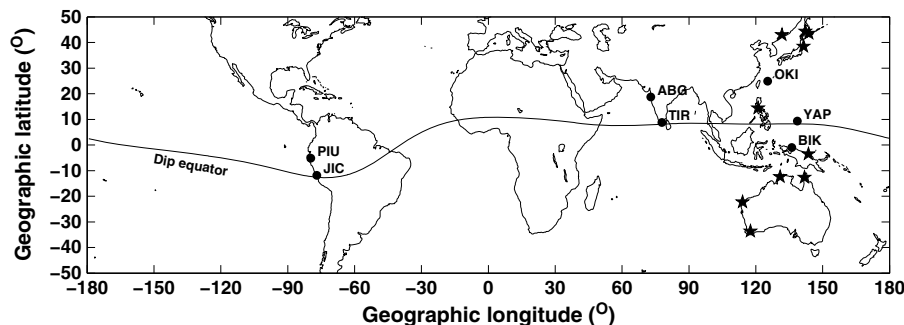 50
40
30
20
10
0
−10
−20
−30
−40
−50
Geographic latitude (O)
OKI
ABG
TIR
YAP
BIK
PIU
JIC
Dip equator
−180 −150 −120 −90 −60 −30 0 30 60 90 120 150 180
Geographic longitude (O)